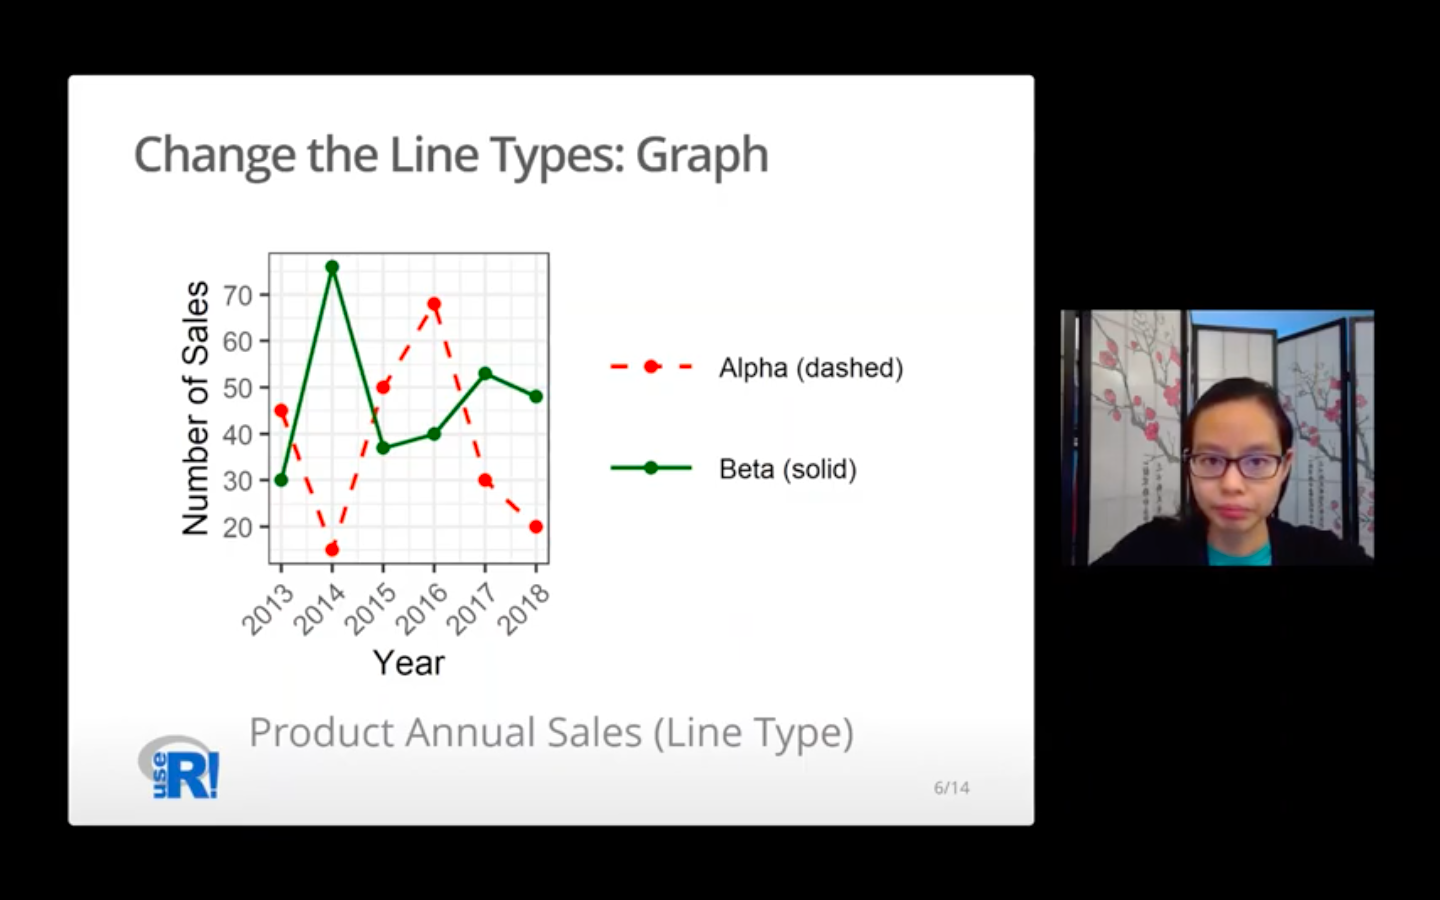 Change the Line Types: Graph
Number of Sales
70
60
50
40
30
20
2013
2014
2015
2016
2017
2018
Year
Alpha (dashed)
Beta (solid)
Product Annual Sales (Line Type)
use R!
6/14